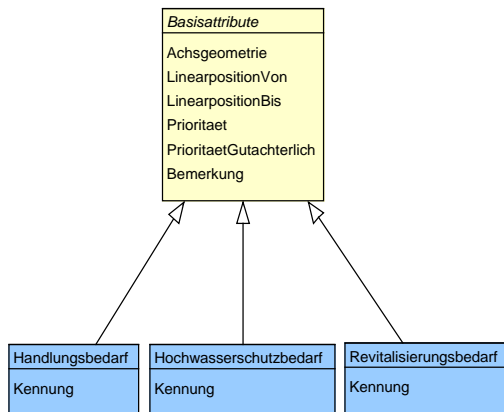 Basisattribute
Achsgeometrie
LinearpositionVon
LinearpositionBis
Prioritaet
PrioritaetGutachterlich
Bemerkung
Handlungsbedarf
Kennung
Hochwasserschutzbedarf
Kennung
Revitalisierungsbedarf
Kennung